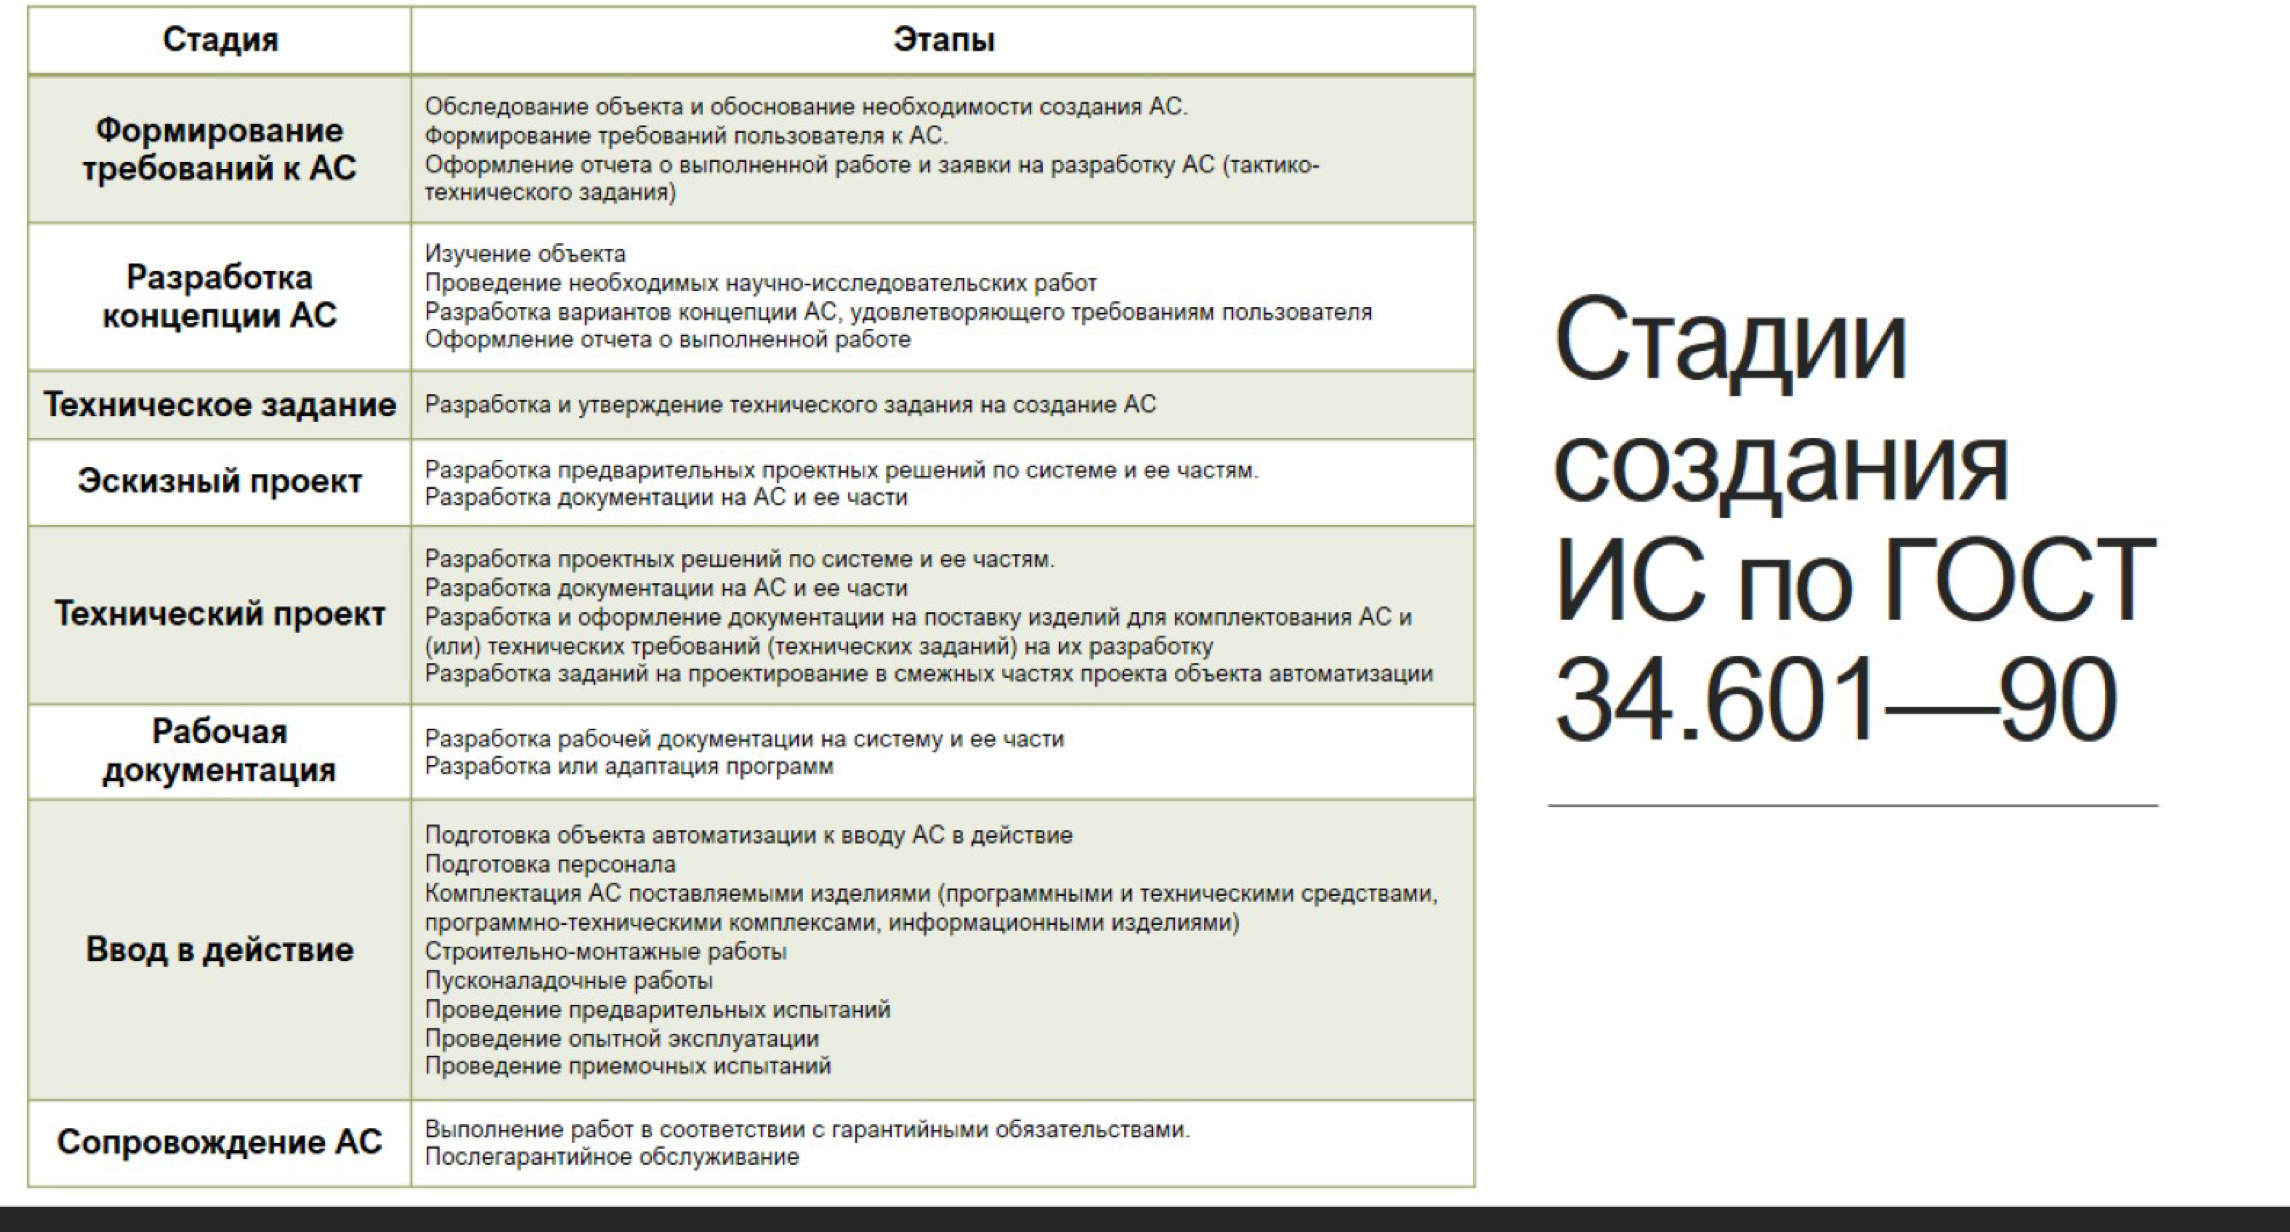 Стадия
Этапы
Формирование
требований к АС
Обследование объекта и обоснование необходимости создания АС.
Формирование требований пользователя к АС.
Оформление отчета о выполненной работе и заявки на разработку АС (тактико-
технического задания)
Разработка
концепции АС
Изучение объекта
Проведение необходимых научно-исследовательских работ
Разработка вариантов концепции АС, удовлетворяющего требованиям пользователя
Оформление отчета о выполненной работе
Техническое задание
Разработка и утверждение технического задания на создание АС
Эскизный проект
Разработка предварительных проектных решений по системе и ее частям.
Разработка документации на АС и ее части
Технический проект
Разработка проектных решений по системе и ее частям.
Разработка документации на АС и ее части
Разработка и оформление документации на поставку изделий для комплектования АС и
(или) технических требований (технических заданий) на их разработку
Разработка заданий на проектирование в смежных частях проекта объекта автоматизации
Рабочая
документация
Разработка рабочей документации на систему и ее части
Разработка или адаптация программ
Ввод в действие
Подготовка объекта автоматизации к вводу АС в действие
Подготовка персонала
Комплектация АС поставляемыми изделиями (программными и техническими средствами,
программно-техническими комплексами, информационными изделиями)
Строительно-монтажные работы
Пусконаладочные работы
Проведение предварительных испытаний
Проведение опытной эксплуатации
Проведение приемочных испытаний
Сопровождение АС
Выполнение работ в соответствии с гарантийными обязательствами.
Послегарантийное обслуживание
Стадии
создания
ИС по ГОСТ
34.601—90